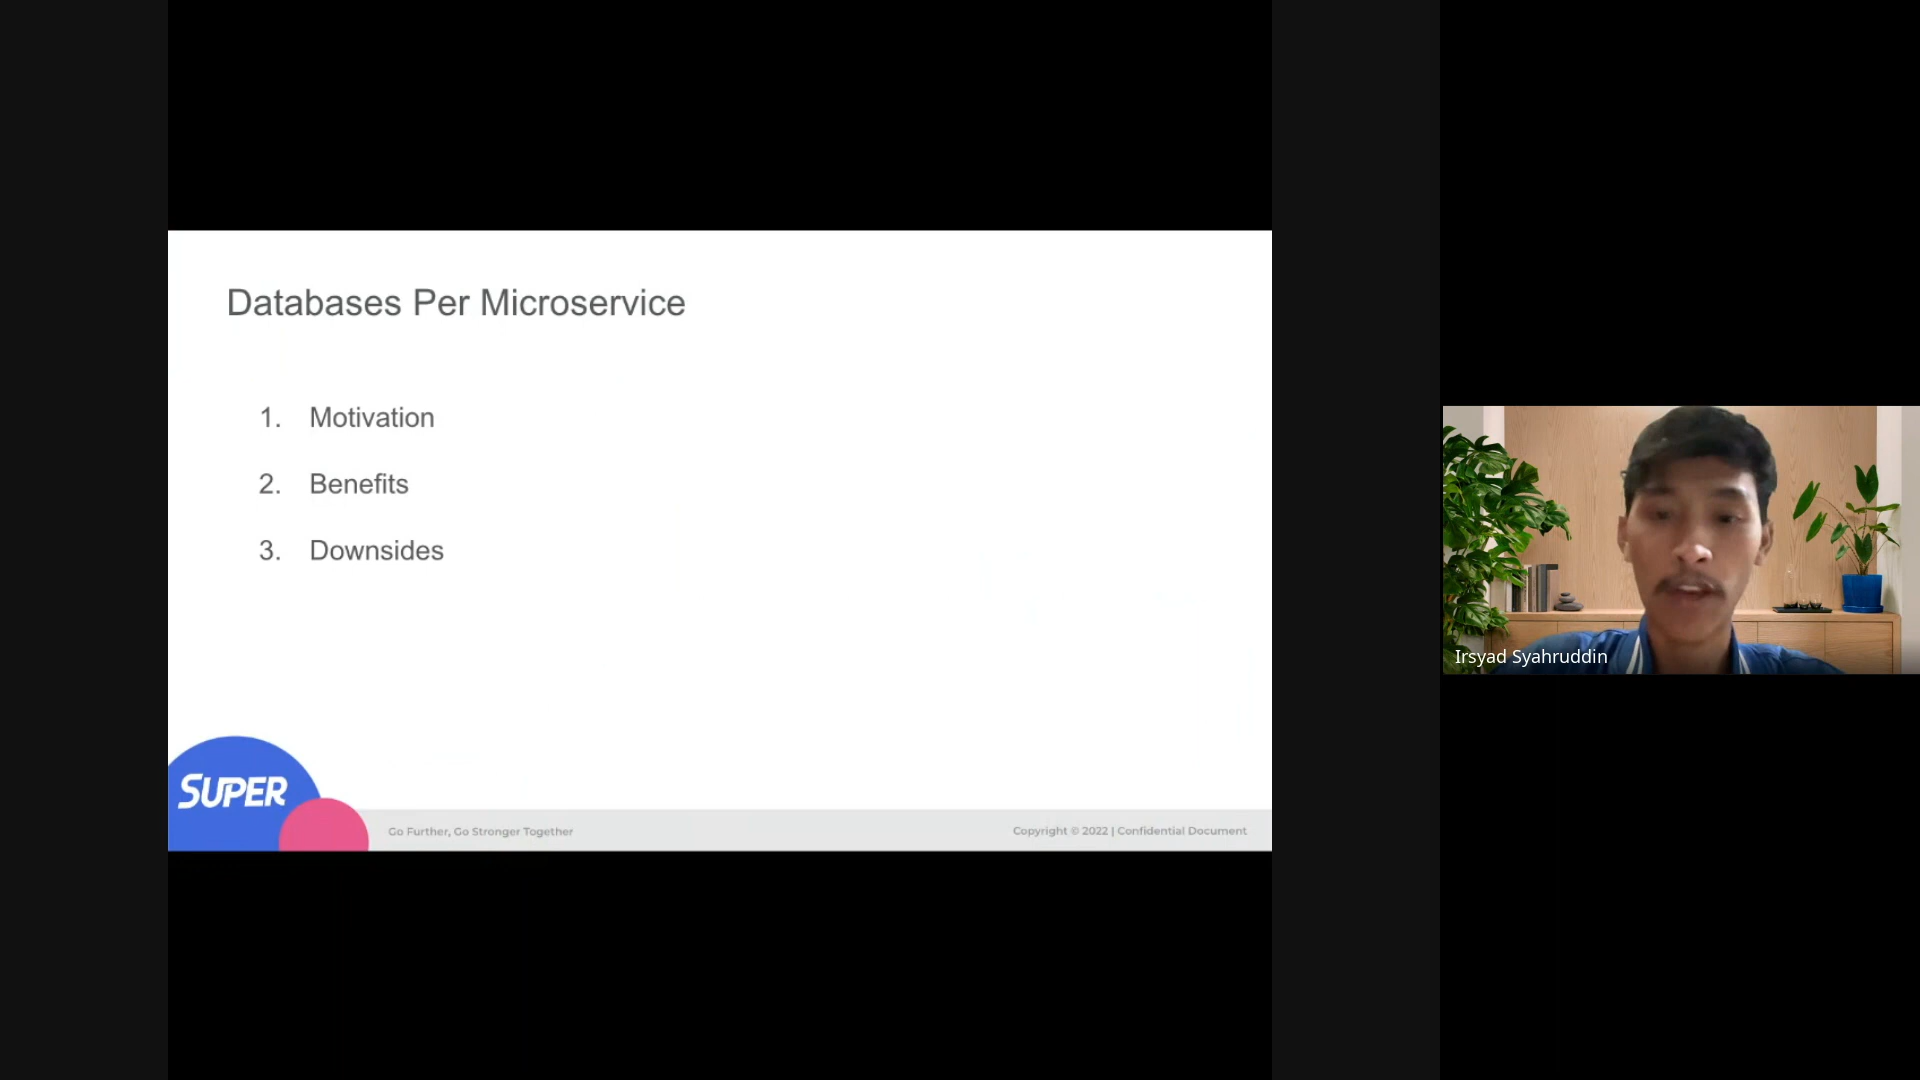 Databases Per Microservice
1. Motivation
2. Benefits
3. Downsides
SUPER
Go Further, Go Stronger Together
Copyright © 2022 | Confidential Document
Irsyad Syahruddin